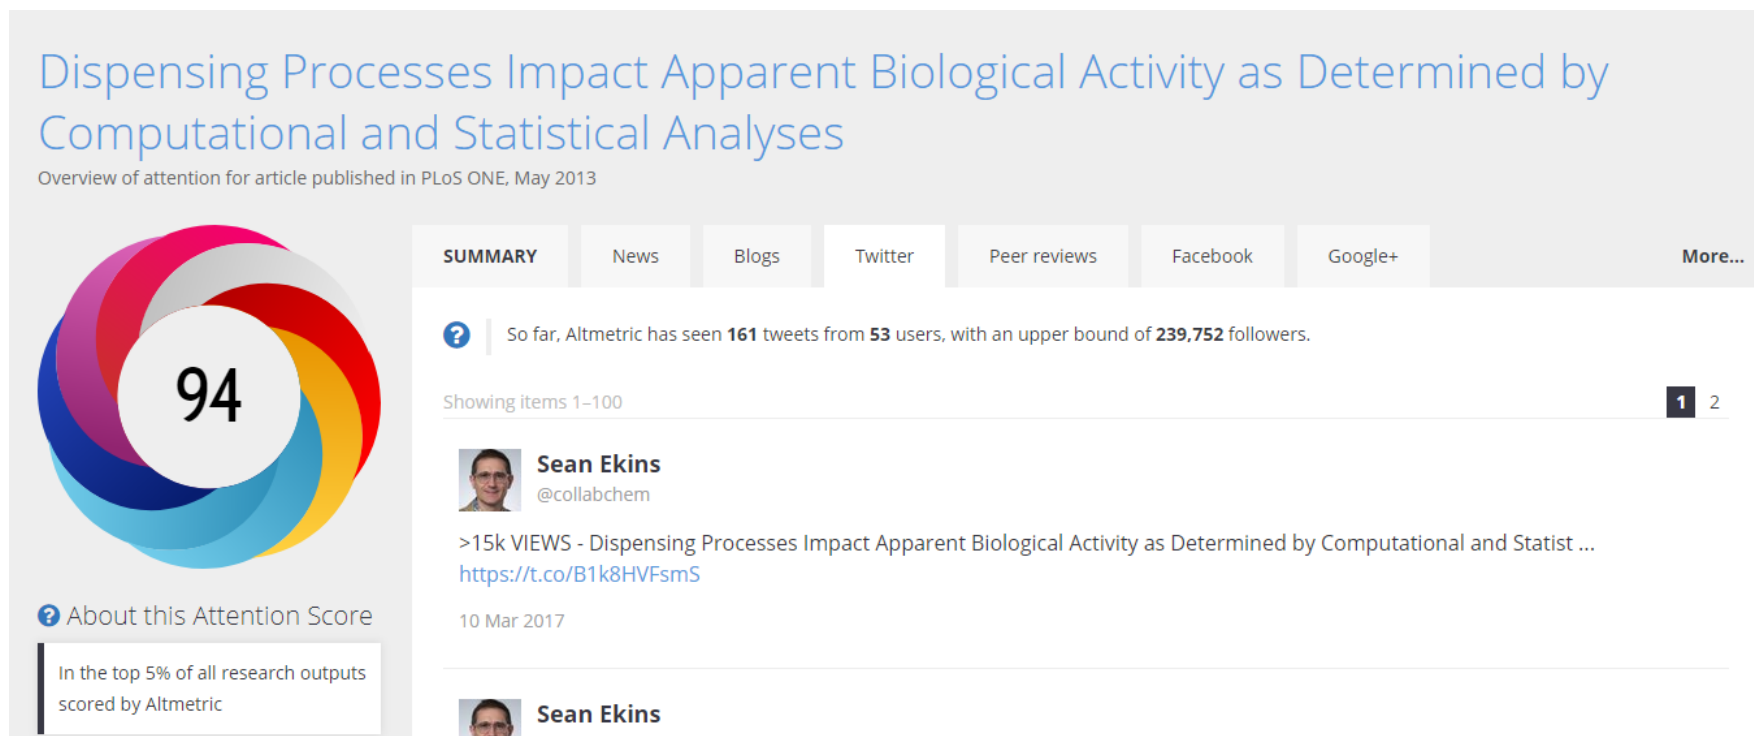 Dispensing Processes Impact Apparent Biological Activity as Determined by
Computational and Statistical Analyses
Overview of attention for article published in PLoS ONE, May 2013
94
SUMMARY News Blogs Twitter Peer reviews Facebook Google+ More...
? So far, Altmetric has seen 161 tweets from 53 users, with an upper bound of 239,752 followers.
Showing items 1–100 1 2
Sean Ekins
@collabchem
>15k VIEWS - Dispensing Processes Impact Apparent Biological Activity as Determined by Computational and Statist ...
https://t.co/B1k8HVFsmS
10 Mar 2017
? About this Attention Score
In the top 5% of all research outputs
scored by Altmetric
Sean Ekins